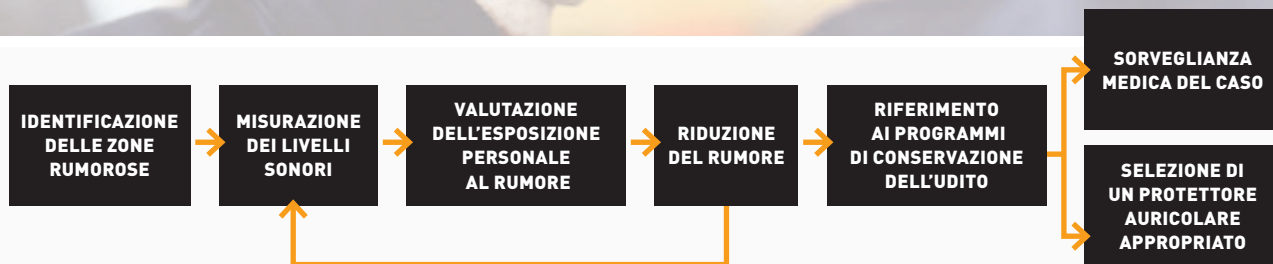 IDENTIFICAZIONE
DELLE ZONE
RUMOROSE
MISURAZIONE
DEI LIVELLI
SONORI
VALUTAZIONE
DELL'ESPOSIZIONE
PERSONALE
AL RUMORE
RIDUZIONE
DEL RUMORE
RIFERIMENTO
AI PROGRAMMI
DI CONSERVAZIONE
DELL'UDITO
SORVEGLIANZA
MEDICA DEL CASO
SELEZIONE DI
UN PROTETTORE
AURICOLARE
APPROPRIATO